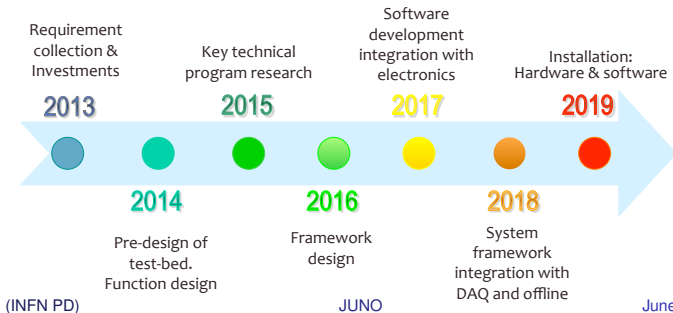 Requirement
collection &
Investments
2013
Pre-design of
test-bed.
Function design
2014
Key technical
program research
2015
Framework
design
2016
Software
development
integration with
electronics
2017
System
framework
integration with
DAQ and offline
2018
Installation:
Hardware & software
2019
(INFN PD)
JUNO
June